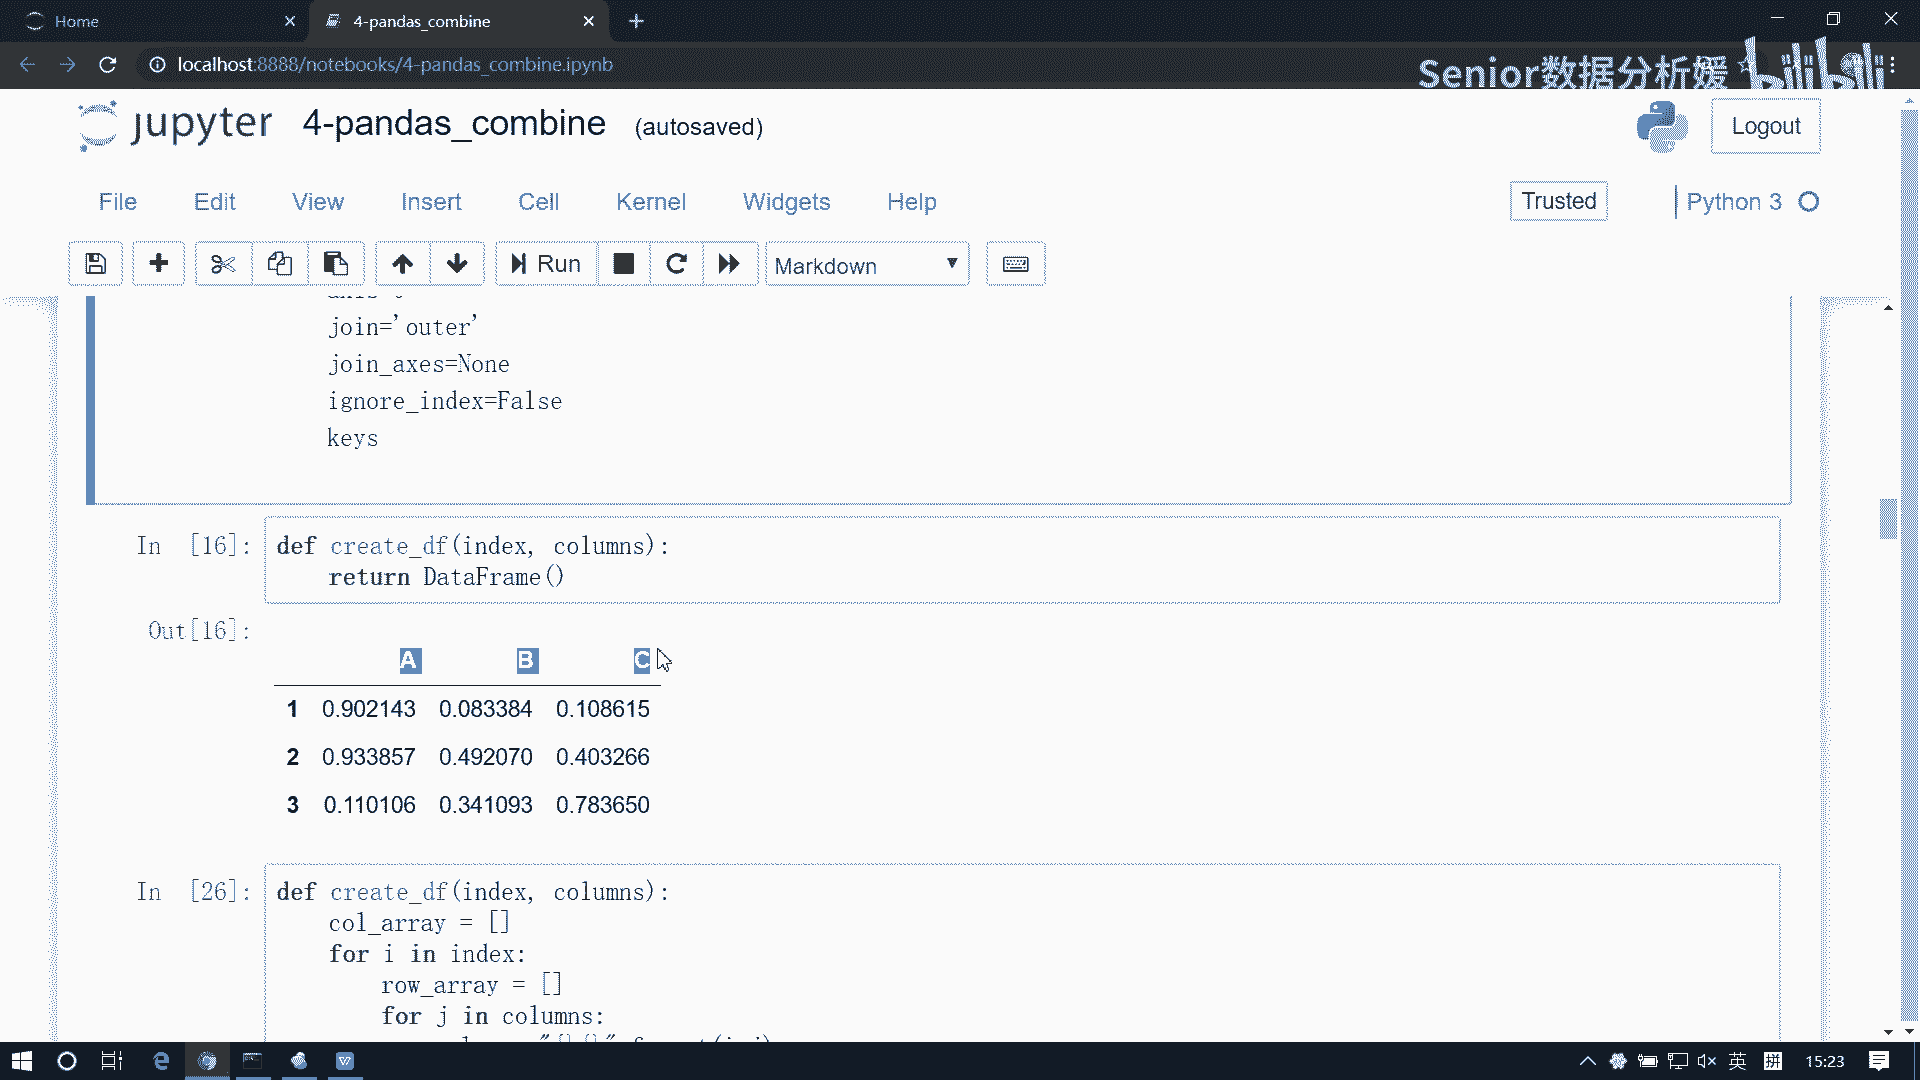 Home
4-pandas_combine
localhost:8888/notebooks/4-pandas_combine.ipynb
Senior数据分析媛
bilibili
jupyter 4-pandas_combine (autosaved)
Logout
File Edit View Insert Cell Kernel Widgets Help
Trusted
Python 3
Run
Markdown
join='outer'
join_axes=None
ignore_index=False
keys
In [16]: def create_df(index, columns):
return DataFrame()
Out[16]:
A B C
1 0.902143 0.083384 0.108615
2 0.933857 0.492070 0.403266
3 0.110106 0.341093 0.783650
In [26]: def create_df(index, columns):
col_array = []
for i in index:
row_array = []
for j in columns:
英
拼
15:23